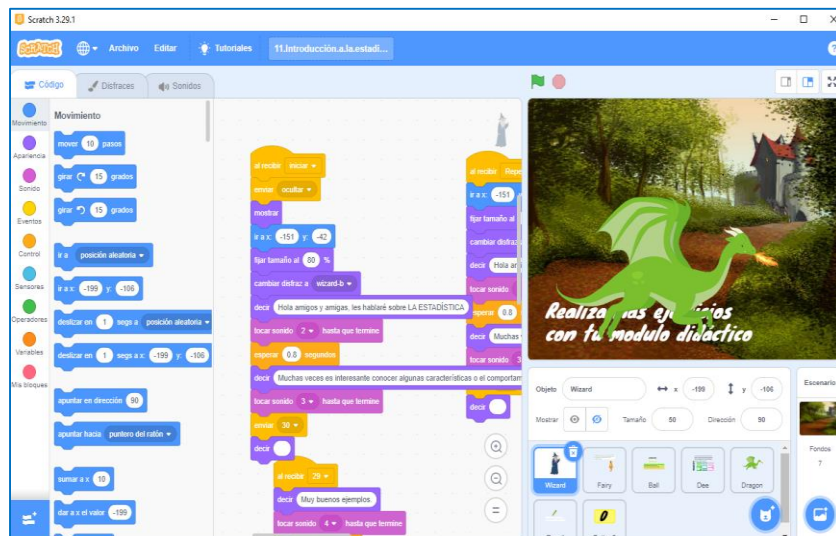 Scratch 3.29.1
SCRATCH
Archivo
Editar
Tutoriales
11.Introducción.a.la.estadi...
Código
Disfraces
Sonidos
Movimiento
Apariencia
Sonido
Eventos
Control
Sensores
Operadores
Variables
Mis bloques
Movimiento
mover 10 pasos
girar 15 grados
girar 15 grados
ir a posición aleatoria
ir a x: -199 y: -106
deslizar en 1 segs a posición aleatoria
deslizar en 1 segs a x: -199 y: -106
apuntar en dirección 90
apuntar hacia puntero del ratón
sumar a x 10
dar a x el valor -199
al recibir iniciar
enviar ocultar
mostrar
ir a x: -151 y: -42
fijar tamaño al 80 %
cambiar disfraz a wizard-b
decir Hola amigos y amigas, les hablaré sobre LA ESTADÍSTICA
tocar sonido 2 hasta que termine
esperar 0.8 segundos
decir Muchas veces es interesante conocer algunas características o el comportam
tocar sonido 3 hasta que termine
enviar 30
decir
al recibir 29
decir Muy buenos ejemplos.
tocar sonido 4 hasta que termine
al recibir Repe
ir a x: -151
fijar tamaño al
cambiar disfraz
decir Hola am
tocar sonido
esperar 0.8
decir Muchas
tocar sonido 3
decir
Realiza
con tu modulo didáctico
Objeto Wizard x -199 y -106
Mostrar Tamaño 50 Dirección 90
Wizard
Fairy
Ball
Dee
Dragon
Escenario
Fondos
7